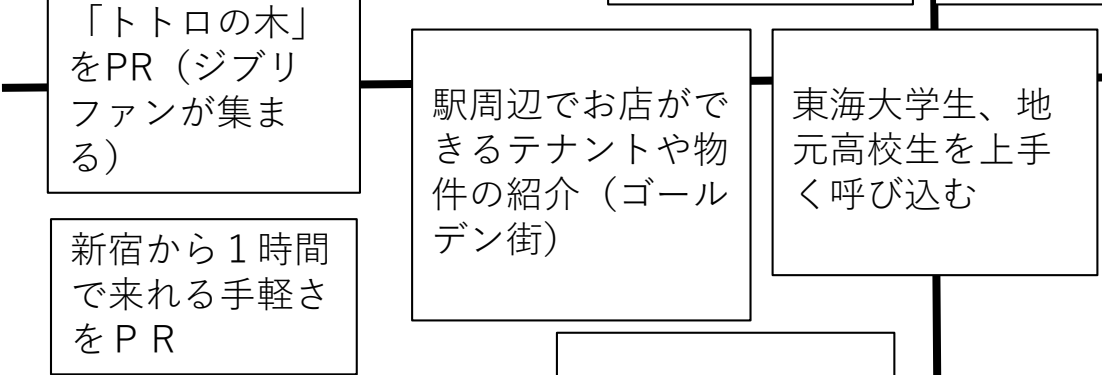 「トトロの木」
をPR（ジブリ
ファンが集ま
る）
駅周辺でお店がで
きるテナントや物
件の紹介（ゴール
デン街）
東海大学生、地
元高校生を上手
く呼び込む
新宿から１時間
で来れる手軽さ
をＰＲ